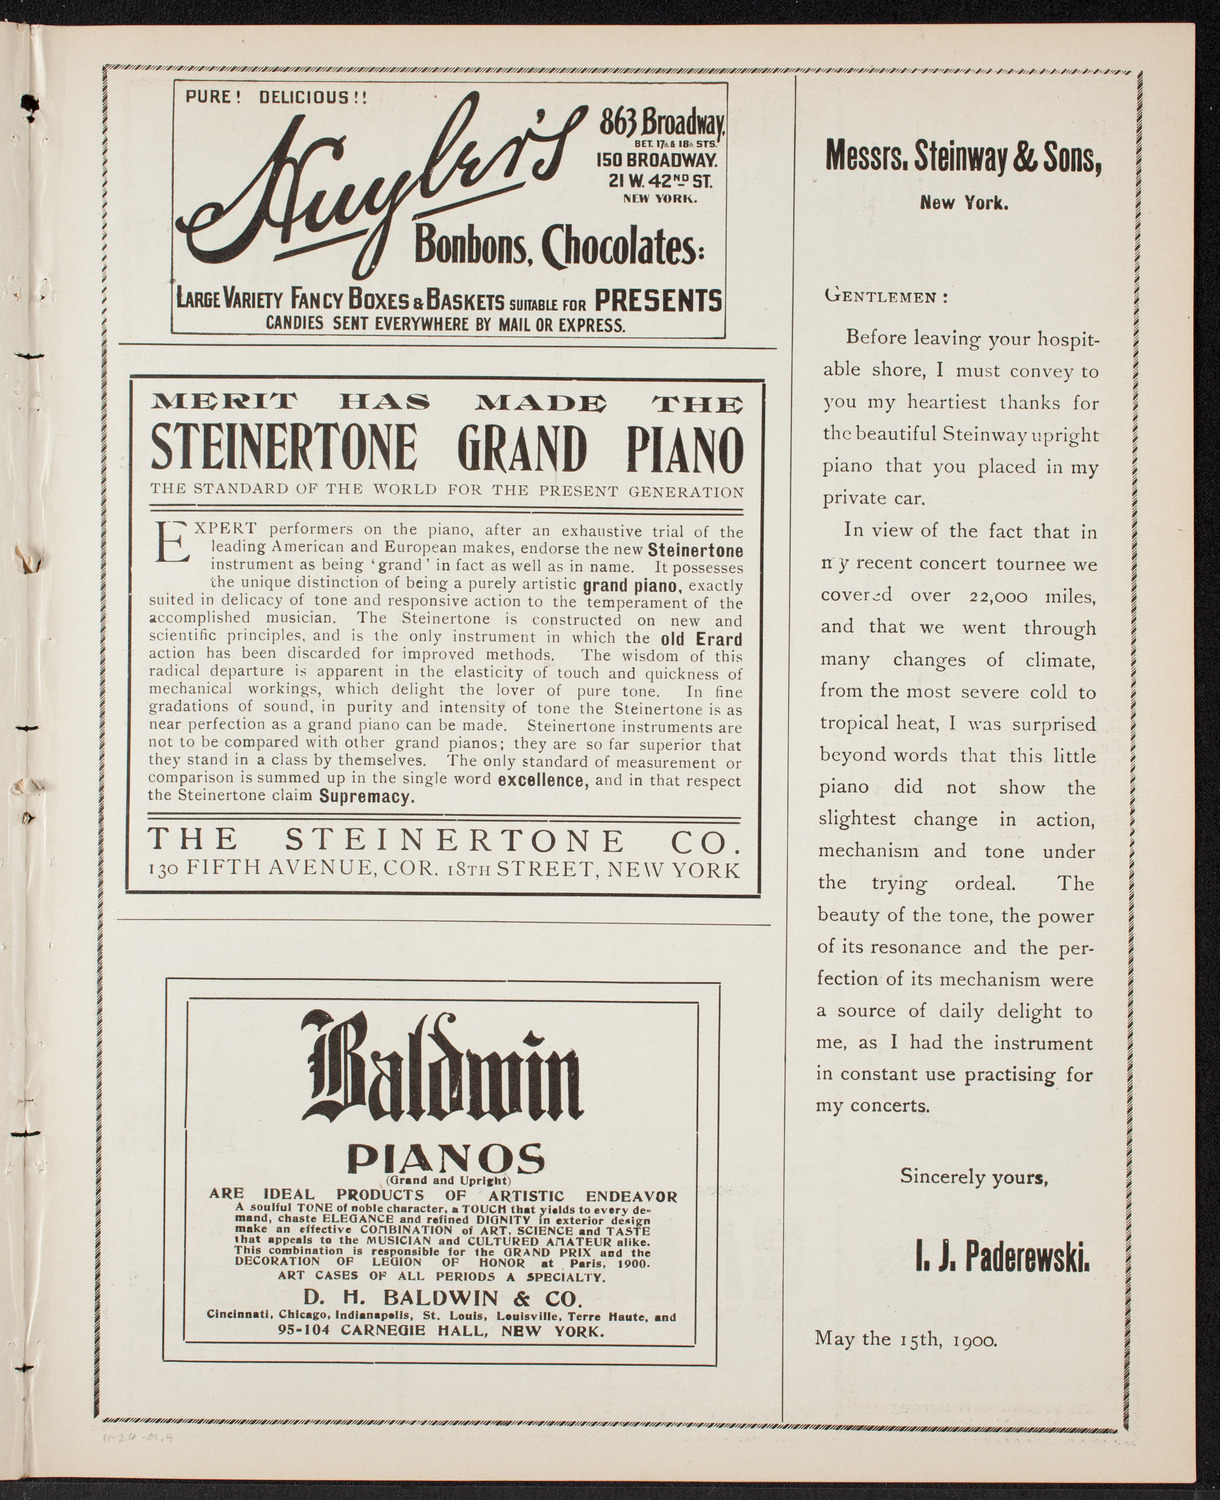 PURE! DELICIOUS!!
Huyler's
863 Broadway,
BET. 17th & 18th STS.
150 BROADWAY.
21 W. 42ND ST.
NEW YORK.
Bonbons, Chocolates:
LARGE VARIETY FANCY BOXES & BASKETS SUITABLE FOR PRESENTS
CANDIES SENT EVERYWHERE BY MAIL OR EXPRESS.
MERIT HAS MADE THE
STEINERTONE GRAND PIANO
THE STANDARD OF THE WORLD FOR THE PRESENT GENERATION
EXPERT performers on the piano, after an exhaustive trial of the
leading American and European makes, endorse the new Steinertone
instrument as being 'grand' in fact as well as in name. It possesses
the unique distinction of being a purely artistic grand piano, exactly
suited in delicacy of tone and responsive action to the temperament of the
accomplished musician. The Steinertone is constructed on new and
scientific principles, and is the only instrument in which the old Erard
action has been discarded for improved methods. The wisdom of this
radical departure is apparent in the elasticity of touch and quickness of
mechanical workings, which delight the lover of pure tone. In fine
gradations of sound, in purity and intensity of tone the Steinertone is as
near perfection as a grand piano can be made. Steinertone instruments are
not to be compared with other grand pianos; they are so far superior that
they stand in a class by themselves. The only standard of measurement or
comparison is summed up in the single word excellence, and in that respect
the Steinertone claim Supremacy.
THE STEINERTONE CO.
130 FIFTH AVENUE, COR. 18TH STREET, NEW YORK
Baldwin
PIANOS
(Grand and Upright)
ARE IDEAL PRODUCTS OF ARTISTIC ENDEAVOR
A soulful TONE of noble character, a TOUCH that yields to every de-
mand, chaste ELEGANCE and refined DIGNITY in exterior design
make an effective COMBINATION of ART, SCIENCE and TASTE
that appeals to the MUSICIAN and CULTURED AMATEUR alike.
This combination is responsible for the GRAND PRIX and the
DECORATION OF LEGION OF HONOR at Paris, 1900.
ART CASES OF ALL PERIODS A SPECIALTY.
D. H. BALDWIN & CO.
Cincinnati, Chicago, Indianapolis, St. Louis, Louisville, Terre Haute, and
95-104 CARNEGIE HALL, NEW YORK.
Messrs. Steinway & Sons,
New York.
GENTLEMEN:
Before leaving your hospit-
able shore, I must convey to
you my heartiest thanks for
the beautiful Steinway upright
piano that you placed in my
private car.
In view of the fact that in
my recent concert tournee we
covered over 22,000 miles,
and that we went through
many changes of climate,
from the most severe cold to
tropical heat, I was surprised
beyond words that this little
piano did not show the
slightest change in action,
mechanism and tone under
the trying ordeal. The
beauty of the tone, the power
of its resonance and the per-
fection of its mechanism were
a source of daily delight to
me, as I had the instrument
in constant use practising for
my concerts.
Sincerely yours,
I. J. Paderewski.
May the 15th, 1900.